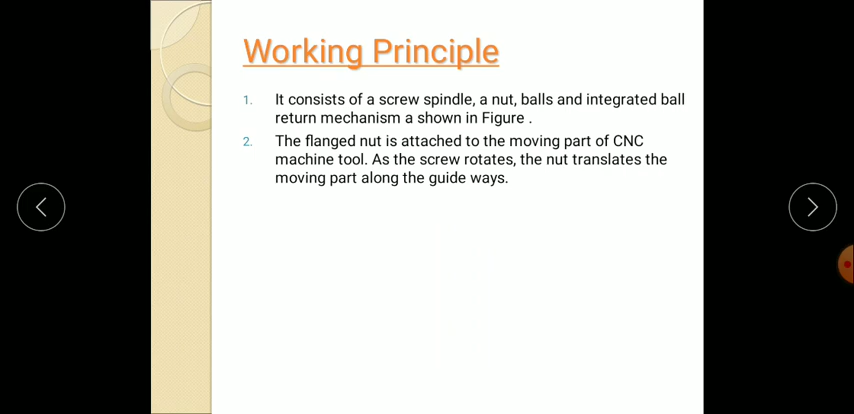 Working Principle
1. It consists of a screw spindle, a nut, balls and integrated ball
return mechanism a shown in Figure .
2. The flanged nut is attached to the moving part of CNC
machine tool. As the screw rotates, the nut translates the
moving part along the guide ways.